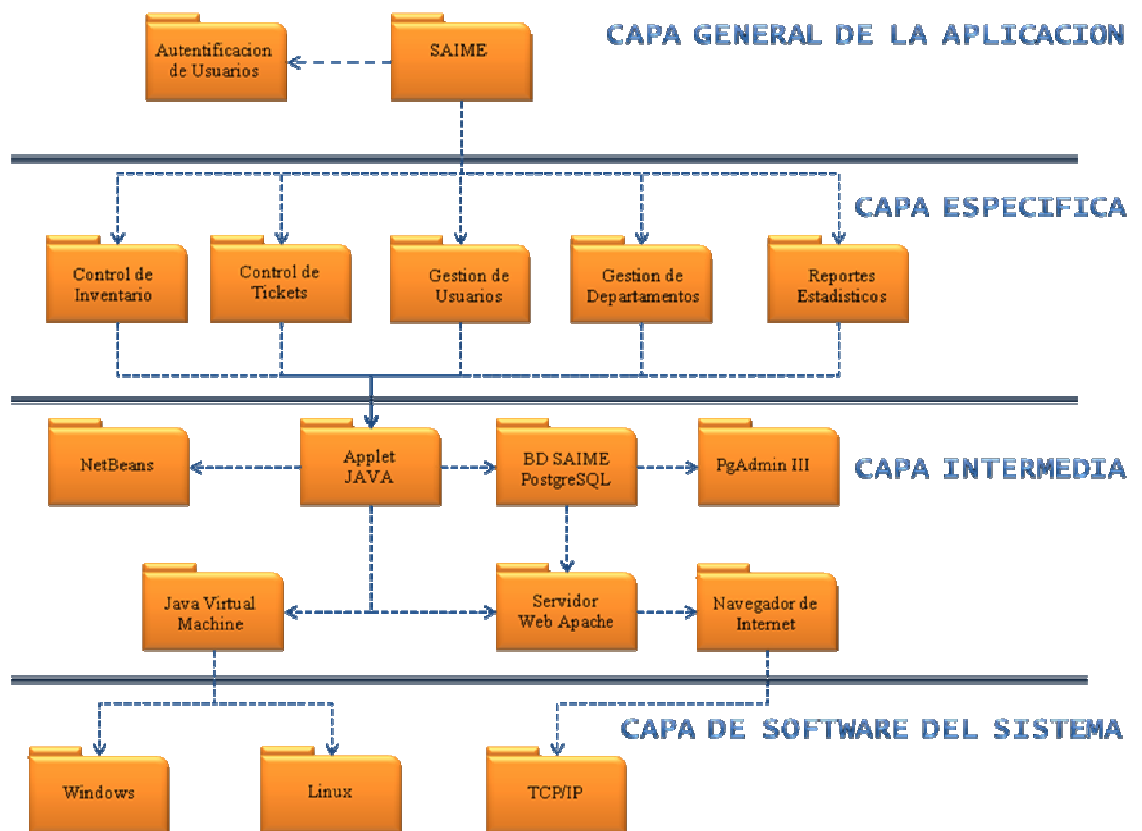 CAPA GENERAL DE LA APLICACION
Autentificacion
de Usuarios
SAIME
CAPA ESPECIFICA
Control de
Inventario
Control de
Tickets
Gestion de
Usuarios
Gestion de
Departamentos
Reportes
Estadisticos
NetBeans
Applet
JAVA
BD SAIME
PostgreSQL
PgAdmin III
CAPA INTERMEDIA
Java Virtual
Machine
Servidor
Web Apache
Navegador de
Internet
CAPA DE SOFTWARE DEL SISTEMA
Windows
Linux
TCP/IP